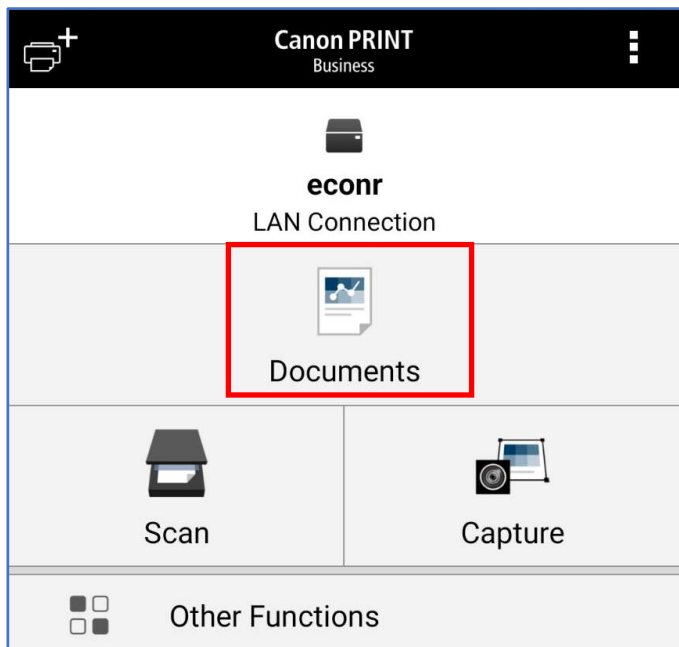 Canon PRINT
Business
econr
LAN Connection
Documents
Scan
Capture
Other Functions